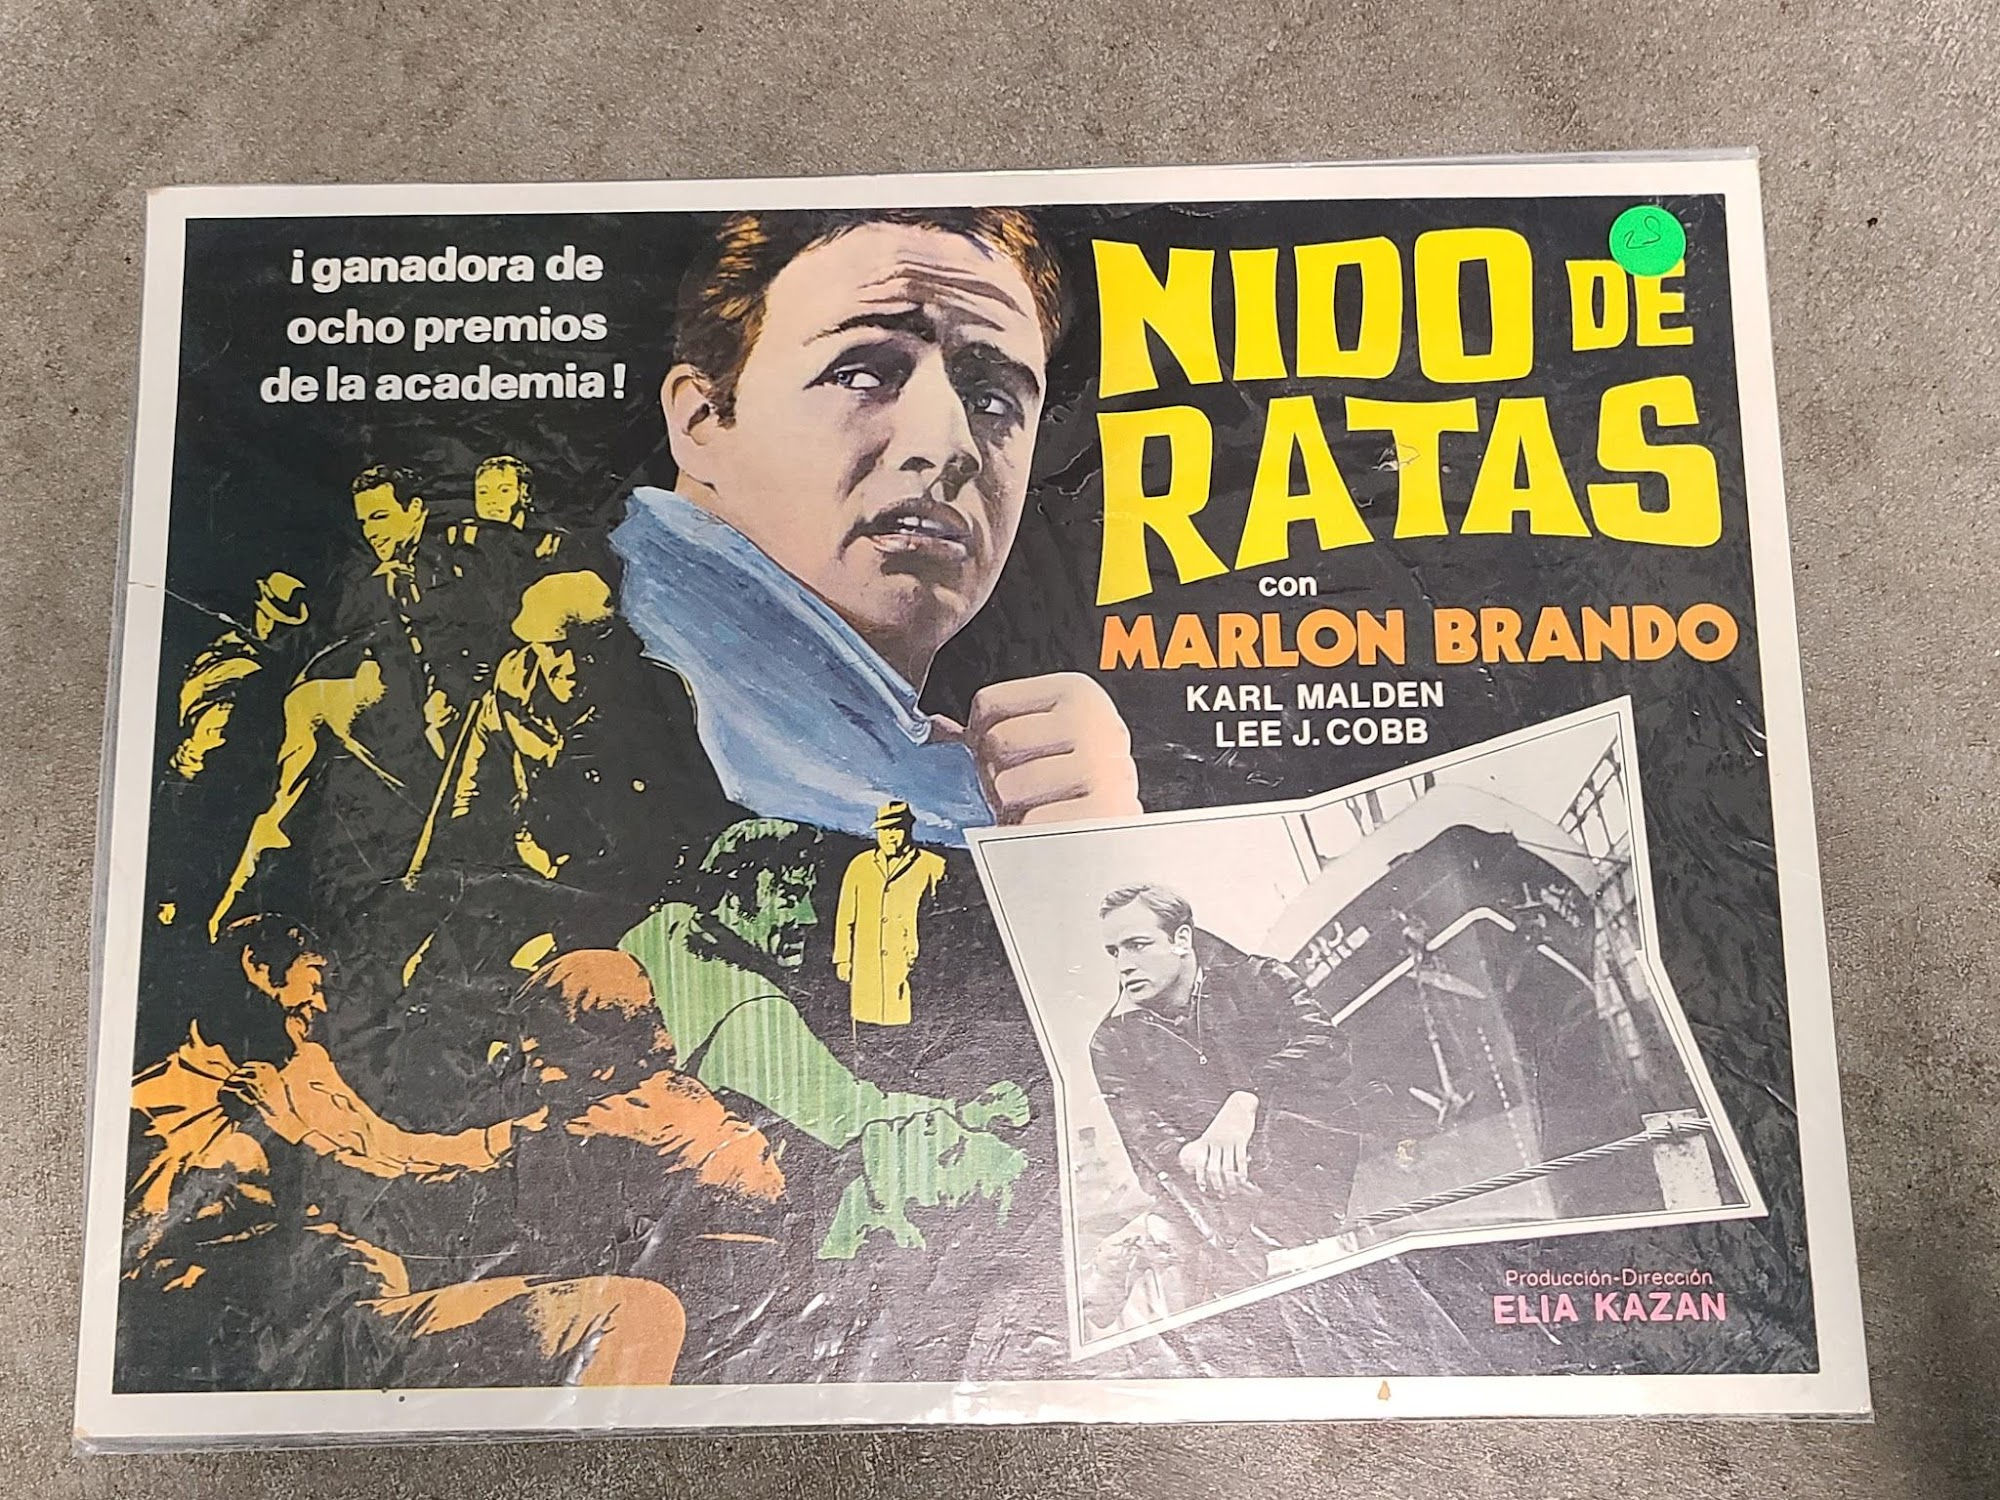 ¡ganadora de
ocho premios
de la academia!
NIDO DE
RATAS
con
MARLON BRANDO
KARL MALDEN
LEE J. COBB
Producción-Dirección
ELIA KAZAN